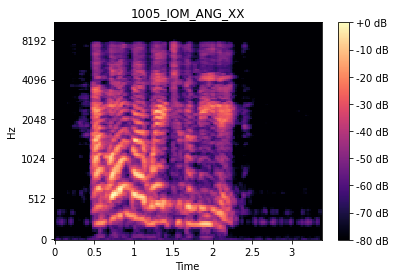 1005_IOM_ANG_XX
+0 dB
8192
-10 dB
4096
-20 dB
-30 dB
2048
Hz
-40 dB
1024
-50 dB
512
-60 dB
-70 dB
0
-80 dB
0 0.5 1 1.5 2 2.5 3
Time